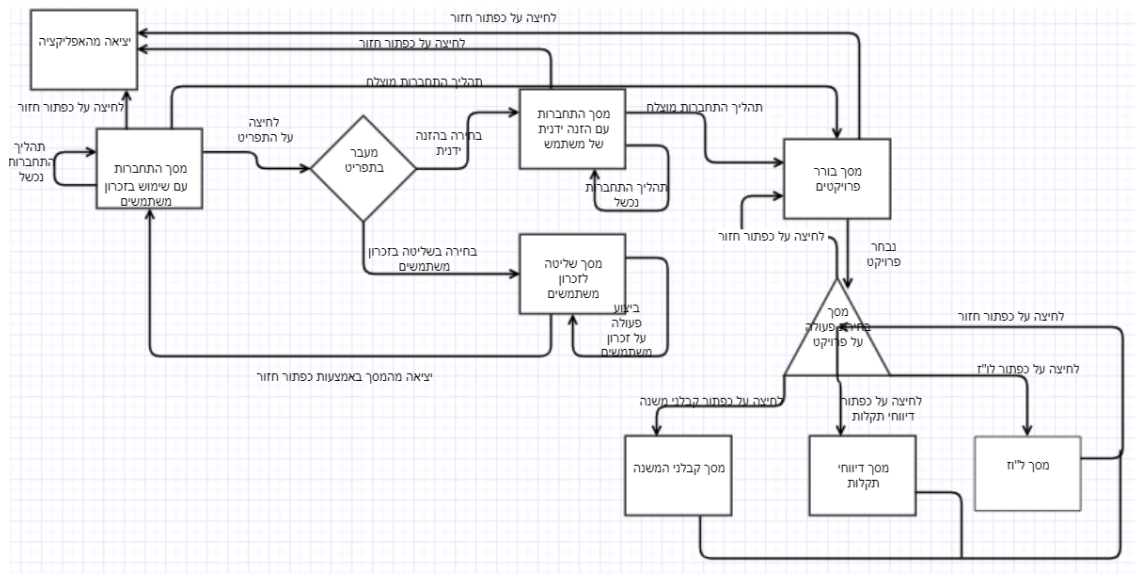 לחיצה על כפתור חזור
יציאה מהאפליקציה
לחיצה על כפתור חזור
תהליך התחברות מוצלח
לחיצה על כפתור חזור
תהליך
התחברות
נכשל
מסך התחברות
עם שימוש בזכרון
משתמשים
לחיצה
על התפריט
מעבר
בתפריט
בחירה בהזנה
ידנית
מסך התחברות
עם הזנה ידנית
של משתמש
תהליך התחברות מוצלח
תהליך התחברות
נכשל
מסך בורר
פרויקטים
לחיצה על כפתור חזור
נבחר
פרויקט
בחירה בשליטה בזכרון
משתמשים
מסך שליטה
לזכרון
משתמשים
ביצוע
פעולה
על זכרון
משתמשים
יציאה מהמסך באמצעות כפתור חזור
מסך
בחירת פעולה
על פרויקט
לחיצה על כפתור חזור
לחיצה על כפתור לו"ז
לחיצה על כפתור קבלני משנה
לחיצה על כפתור
דיווחי תקלות
מסך קבלני המשנה
מסך דיווחי
תקלות
מסך ל"וז